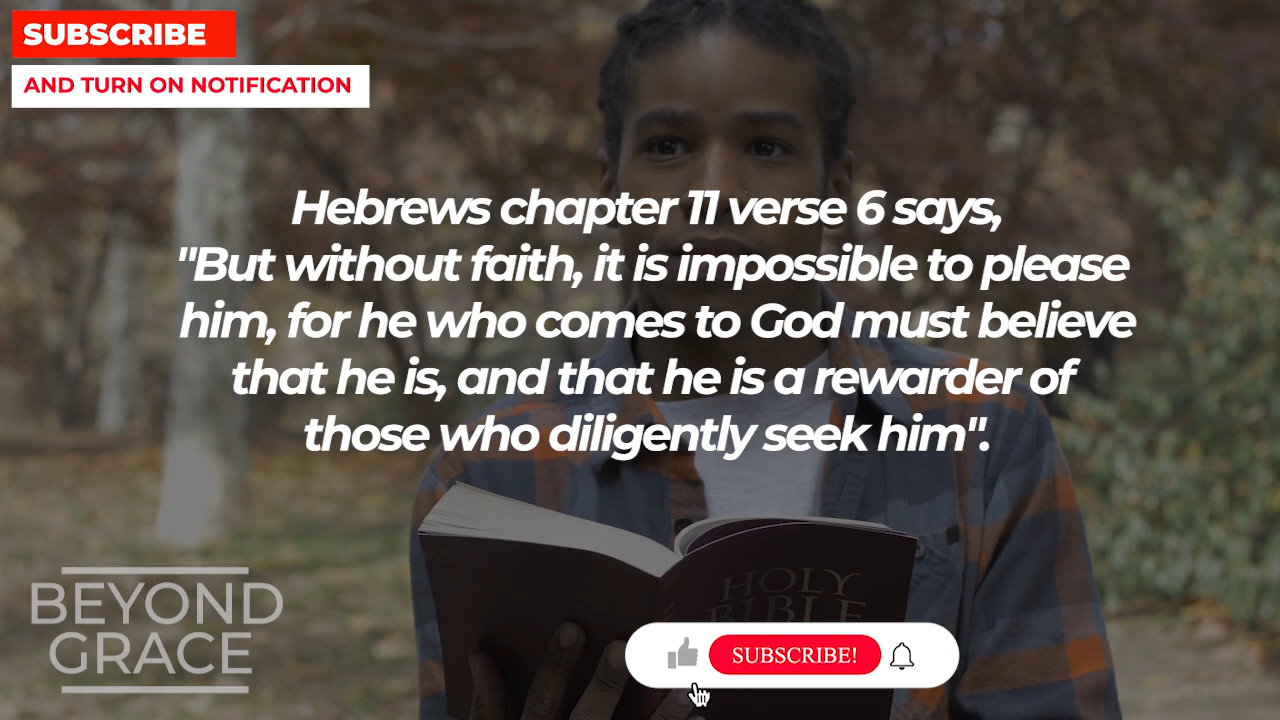 SUBSCRIBE
AND TURN ON NOTIFICATION
Hebrews chapter 11 verse 6 says,
"But without faith, it is impossible to please
him, for he who comes to God must believe
that he is, and that he is a rewarder of
those who diligently seek him".
HOLY
BIBLE
BEYOND
GRACE
SUBSCRIBE!